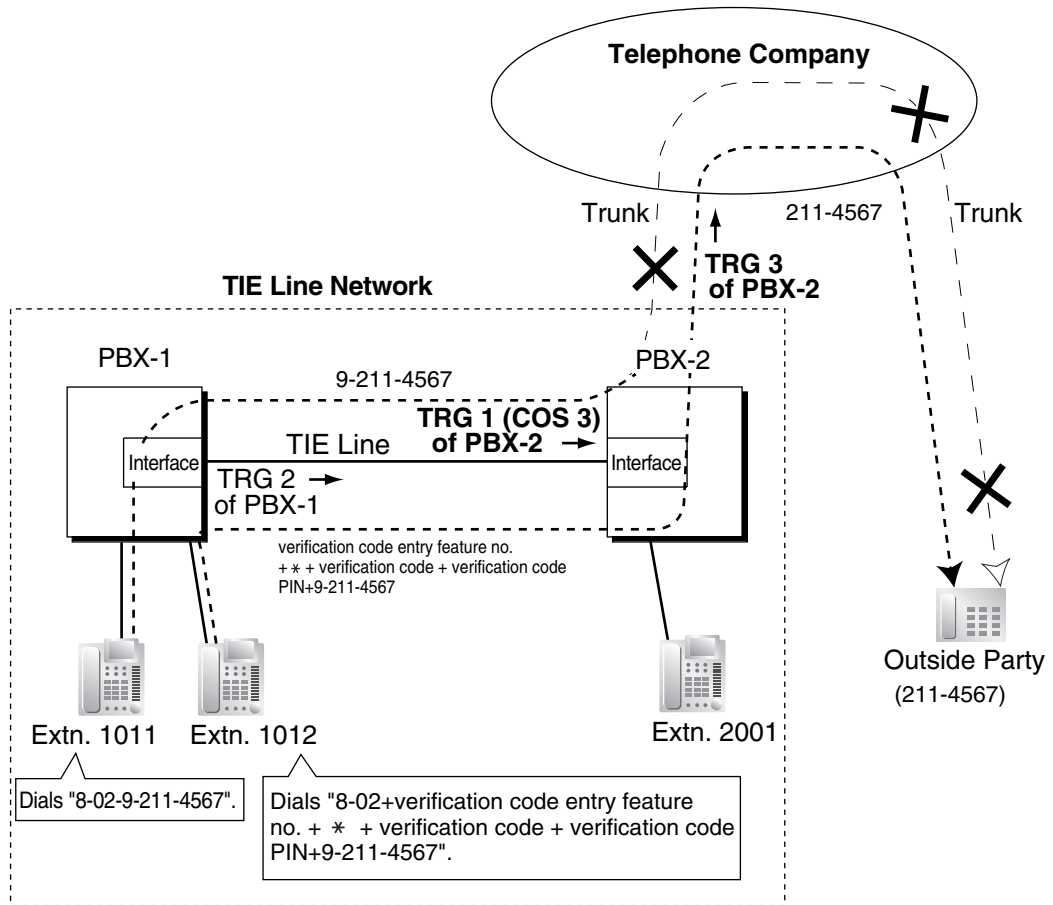 Telephone Company
Trunk
211-4567
Trunk
TRG 3
of PBX-2
TIE Line Network
PBX-1
PBX-2
9-211-4567
TRG 1 (COS 3)
of PBX-2
TIE Line
Interface
Interface
TRG 2
of PBX-1
verification code entry feature no.
+ * + verification code + verification code
PIN+9-211-4567
Extn. 1011
Extn. 1012
Extn. 2001
Outside Party
(211-4567)
Dials "8-02-9-211-4567".
Dials "8-02+verification code entry feature
no. + * + verification code + verification code
PIN+9-211-4567".